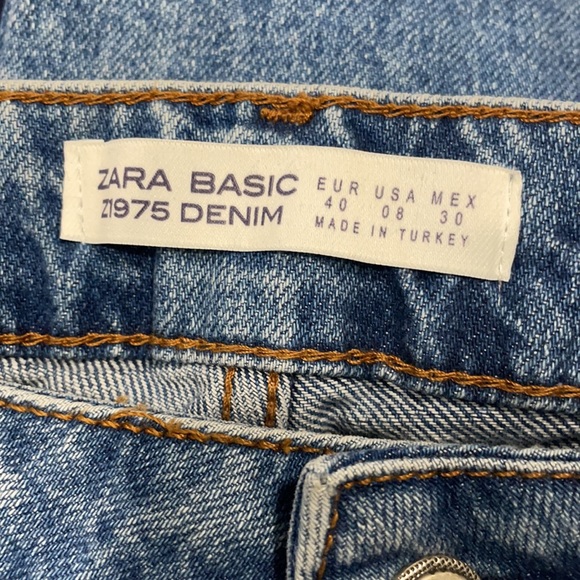 ZARA BASIC
Z1975 DENIM
EUR USA MEX
40 08 30
MADE IN TURKEY